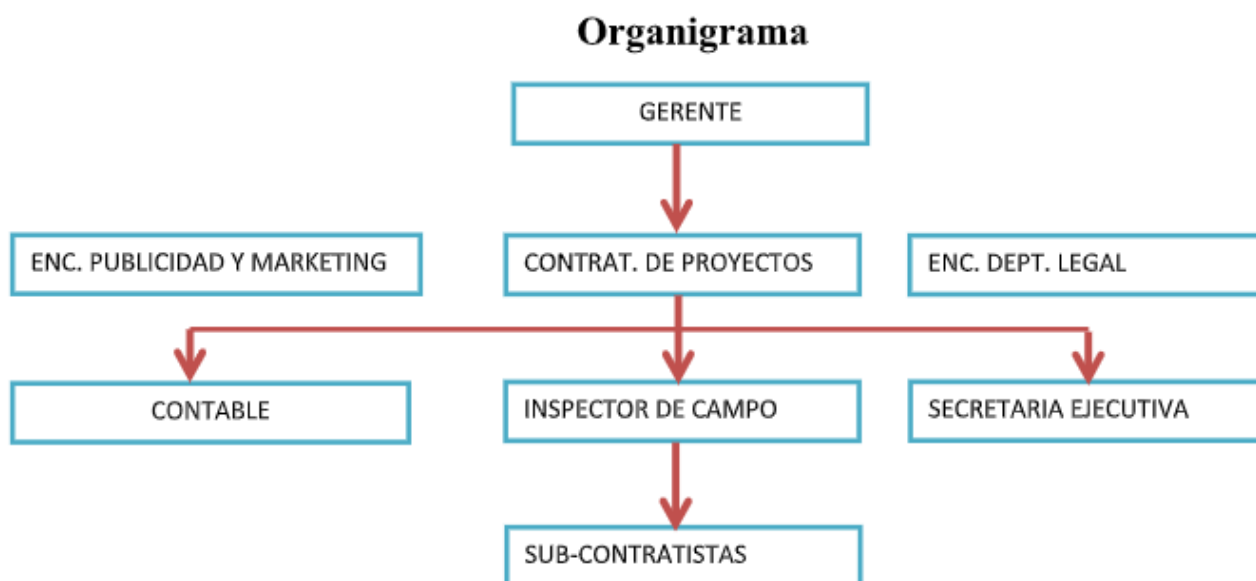 Organigrama
GERENTE
ENC. PUBLICIDAD Y MARKETING
CONTRAT. DE PROYECTOS
ENC. DEPT. LEGAL
CONTABLE
INSPECTOR DE CAMPO
SECRETARIA EJECUTIVA
SUB-CONTRATISTAS